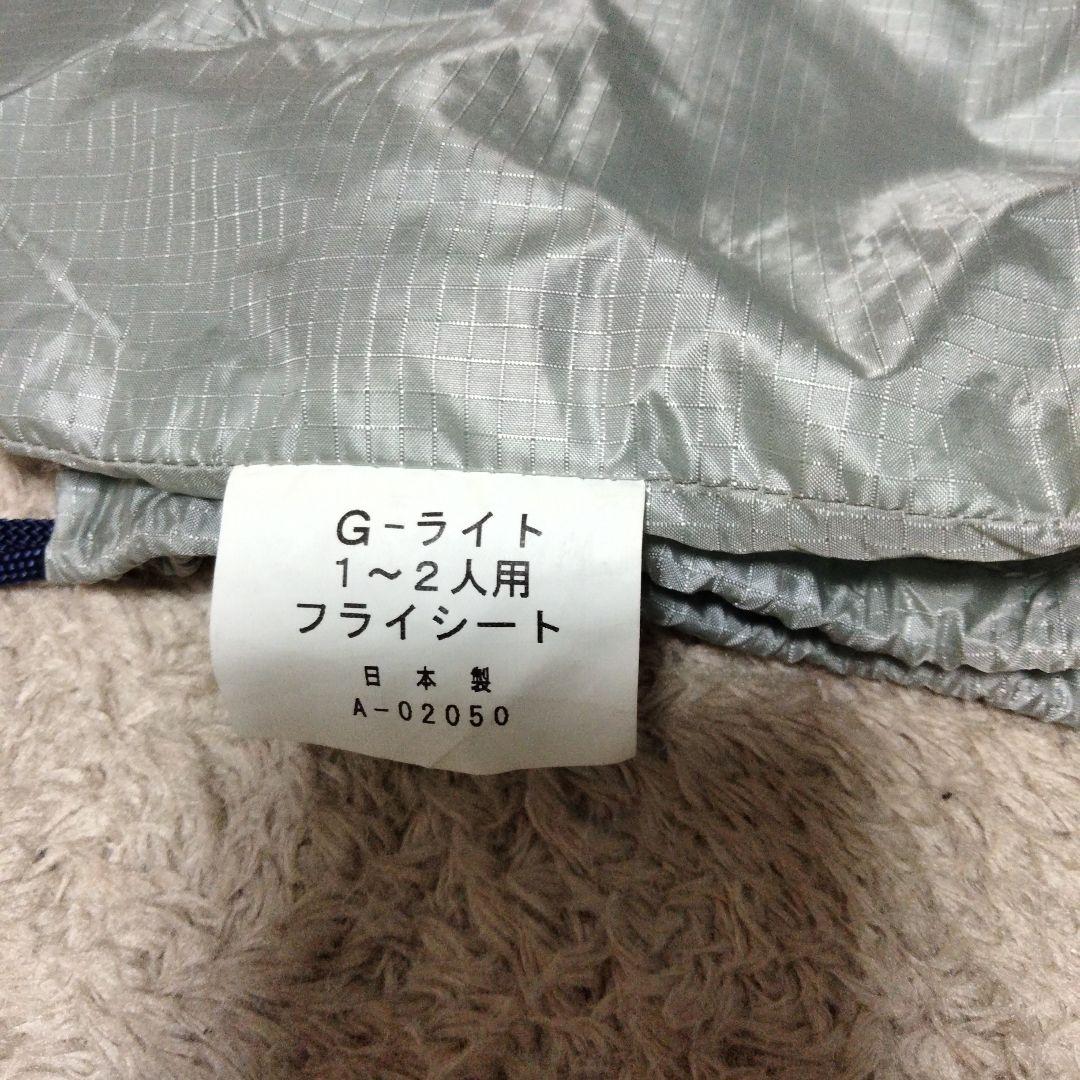 G-ライト
1〜2人用
フライシート
日本製
A-02050